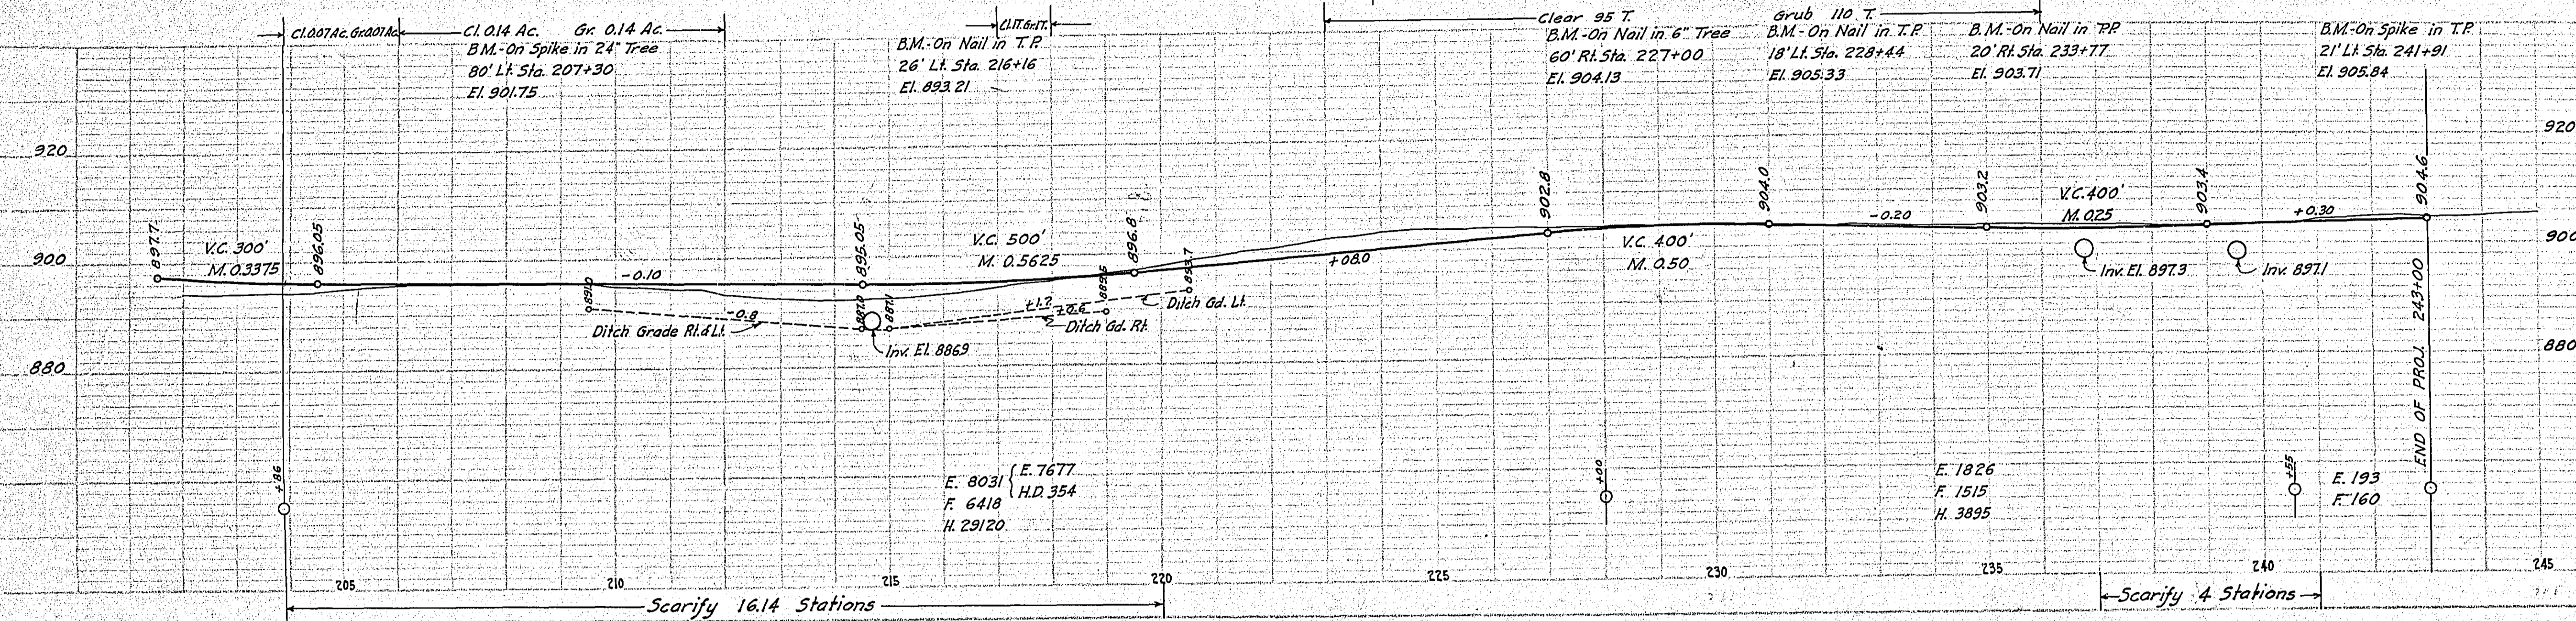 Cl. 0.07 Ac. Gr. 0.07 Ac.
Cl. 0.14 Ac. Gr. 0.14 Ac.
B.M.-On Spike in 24" Tree
80' Lt. Sta. 207+30
El. 901.75
Cl. 1T. Gr. 1T.
B.M.-On Nail in T.P.
26' Lt. Sta. 216+16
El. 893.21
Clear 95 T. Grub 110 T.
B.M.-On Nail in 6" Tree
60' Rt. Sta. 227+00
El. 904.13
B.M.-On Nail in T.P.
18' Lt. Sta. 228+44
El. 905.33
B.M.-On Nail in P.P.
20' Rt. Sta. 233+77
El. 903.71
B.M.-On Spike in T.P.
21' Lt. Sta. 241+91
El. 905.84
920
920
900
900
880
880
897.7
V.C. 300'
M. 0.3375
896.05
-0.10
895.05
V.C. 500'
M. 0.5625
896.8
+0.80
902.8
V.C. 400'
M. 0.50
904.0
-0.20
903.2
V.C. 400'
M. 0.25
903.4
+0.30
904.6
891.0
-0.8
Ditch Grade Rt. & Lt.
887.0
887.1
Inv. El. 886.9
+1.2
+0.6
889.5
893.7
Ditch Gd. Lt.
Ditch Gd. Rt.
Inv. El. 897.3
Inv. 897.1
END OF PROJ. 243+00
+86
E. 8031
E. 7677
H.D. 354
F. 6418
H. 29120
+00
E. 1826
F. 1515
H. 3895
+55
E. 193
F. 160
205
210
215
220
225
230
235
240
245
Scarify 16.14 Stations
Scarify 4 Stations